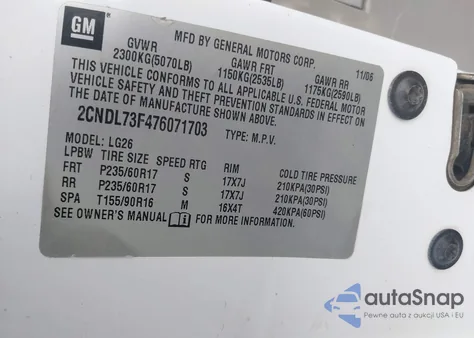 GM
MFD BY GENERAL MOTORS CORP.
11/06
GVWR GAWR FRT GAWR RR
2300KG(5070LB) 1150KG(2535LB) 1175KG(2590LB)
THIS VEHICLE CONFORMS TO ALL APPLICABLE U.S. FEDERAL MOTOR
VEHICLE SAFETY AND THEFT PREVENTION STANDARDS IN EFFECT ON
THE DATE OF MANUFACTURE SHOWN ABOVE.
2CNDL73F476071703 TYPE: M.P.V.
MODEL: LG26
LPBW TIRE SIZE SPEED RTG RIM COLD TIRE PRESSURE
FRT P235/60R17 S 17X7J 210KPA(30PSI)
RR P235/60R17 S 17X7J 210KPA(30PSI)
SPA T155/90R16 M 16X4T 420KPA(60PSI)
SEE OWNER'S MANUAL FOR MORE INFORMATION.
autoSnap
Pewne auta z aukcji USA i EU